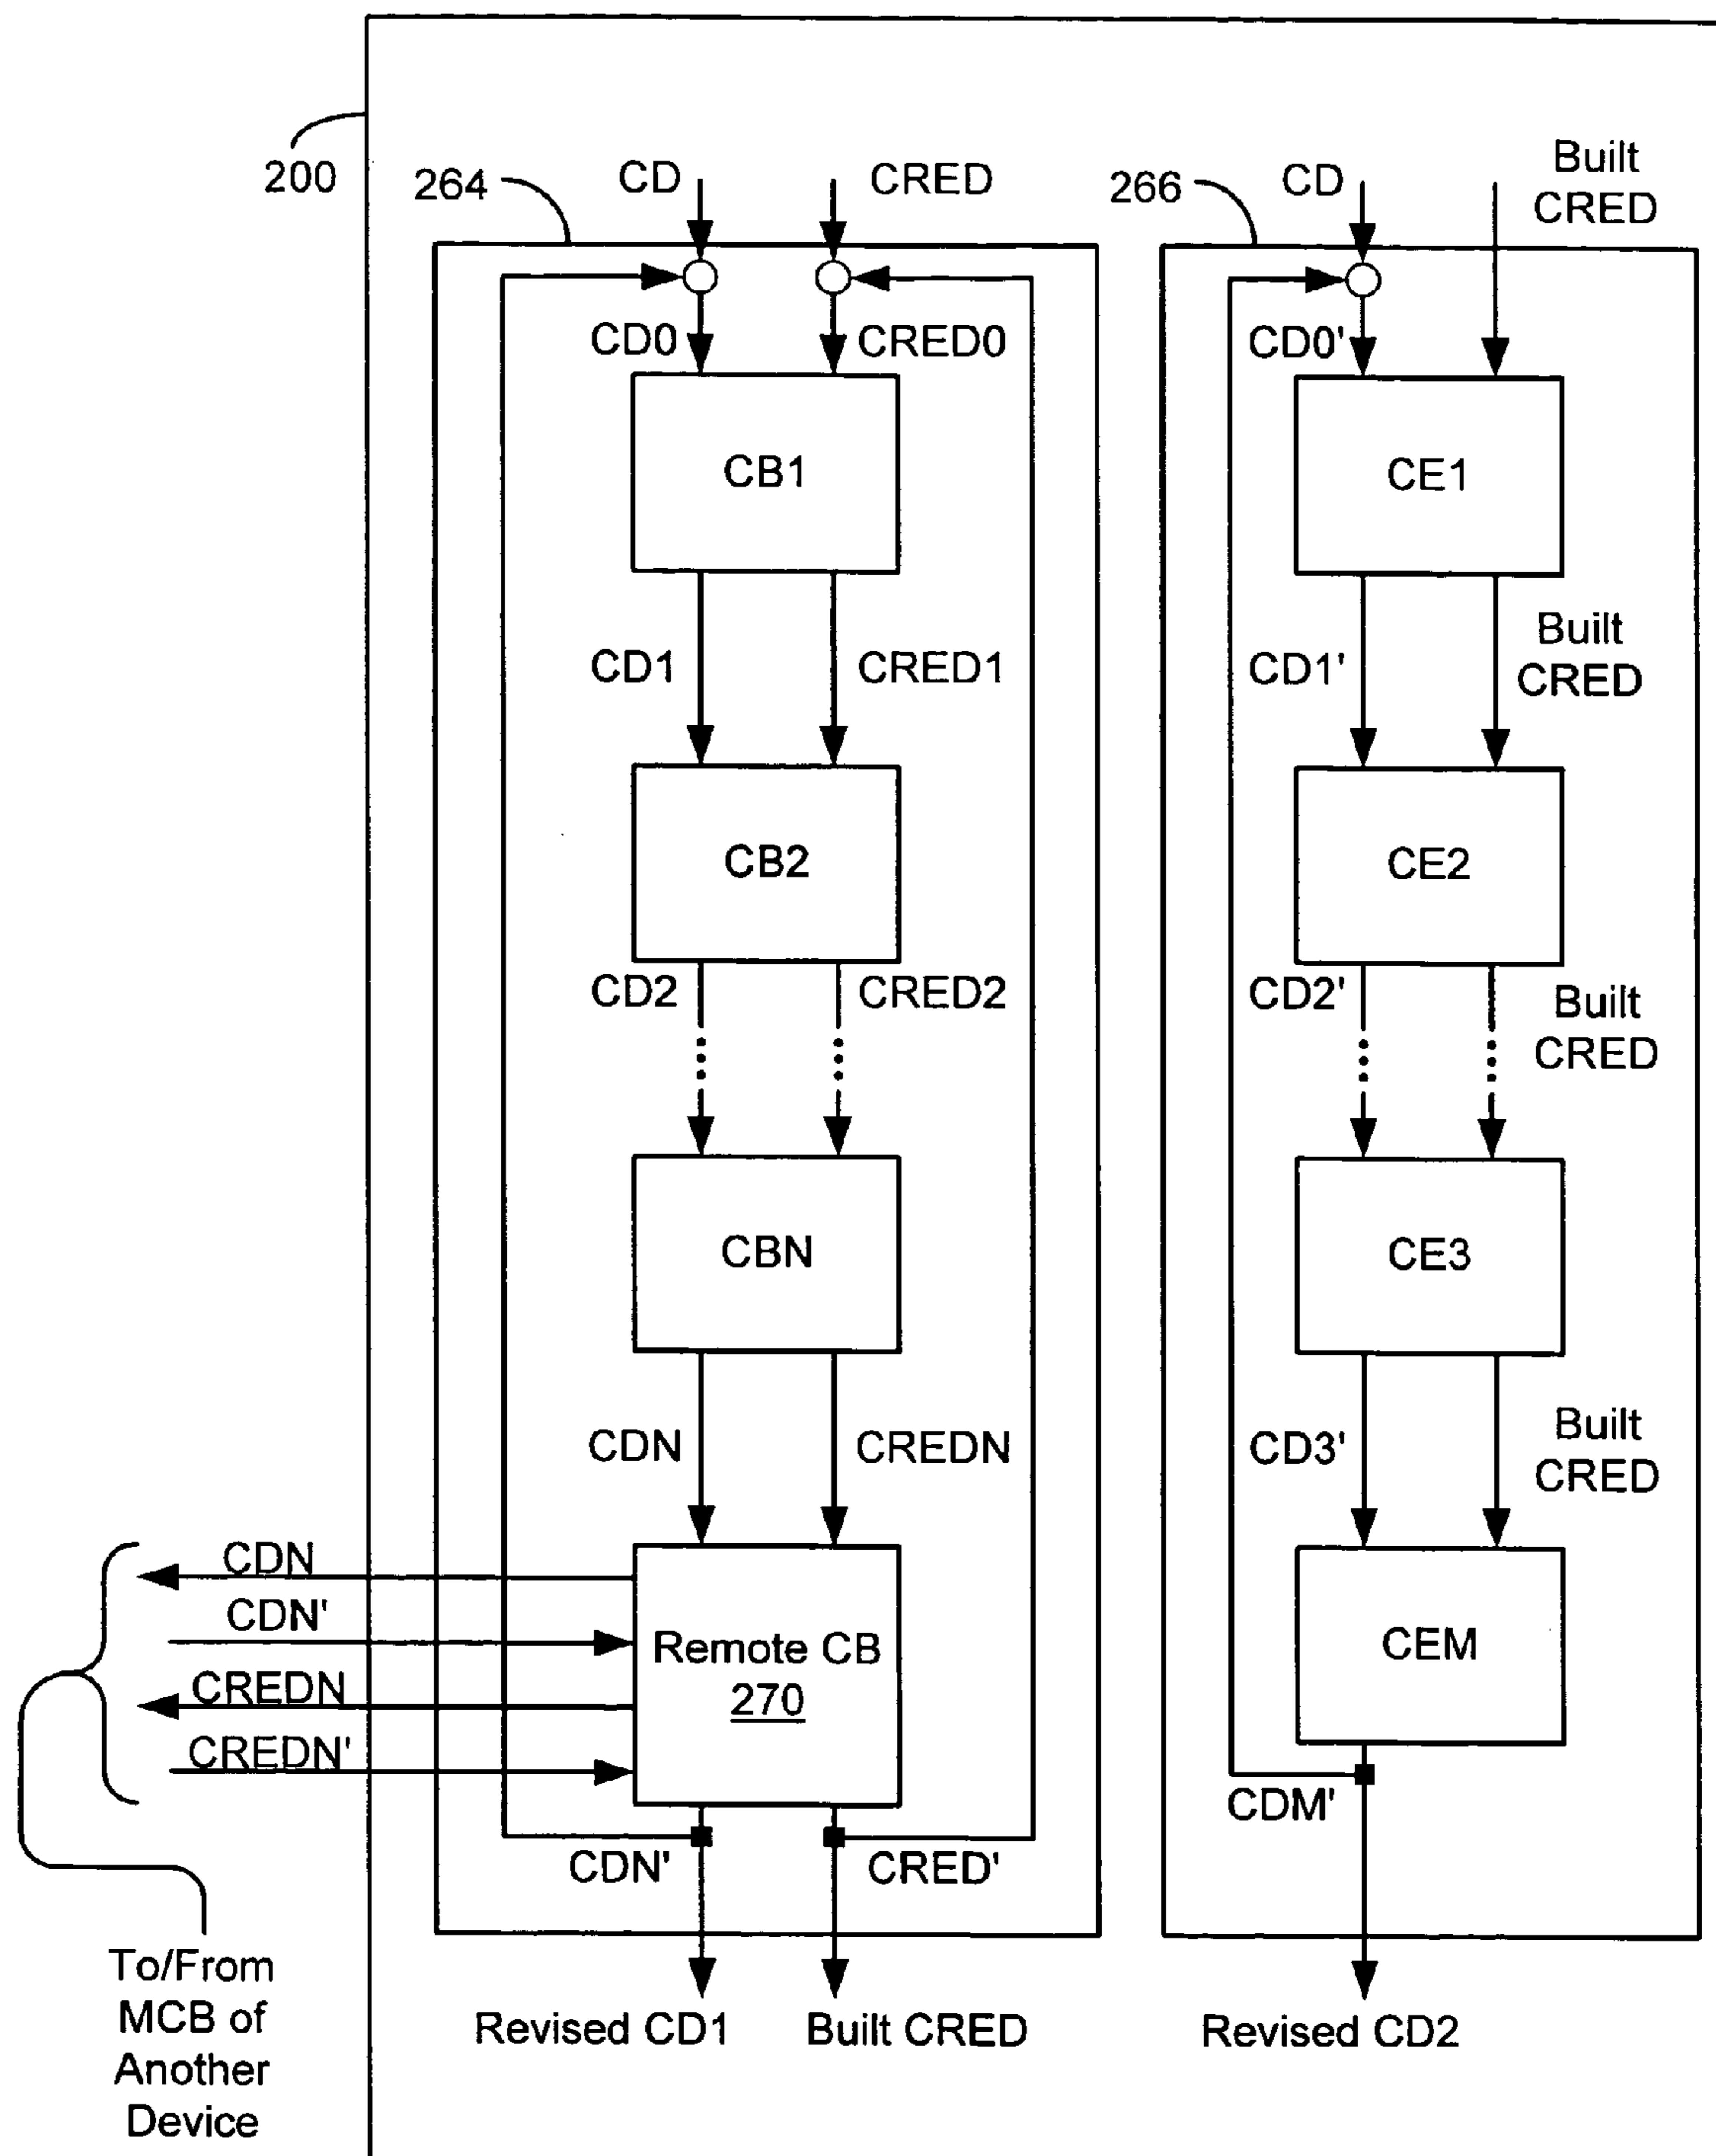 200
264
CD
CRED
266
CD
Built
CRED
CD0
CRED0
CD0'
CB1
CE1
CD1
CRED1
CD1'
Built
CRED
CB2
CE2
CD2
CRED2
CD2'
Built
CRED
CBN
CE3
CDN
CREDN
CD3'
Built
CRED
CDN
CDN'
CREDN
CREDN'
Remote CB
270
CEM
CDN'
CRED'
CDM'
To/From
MCB of
Another
Device
Revised CD1
Built CRED
Revised CD2